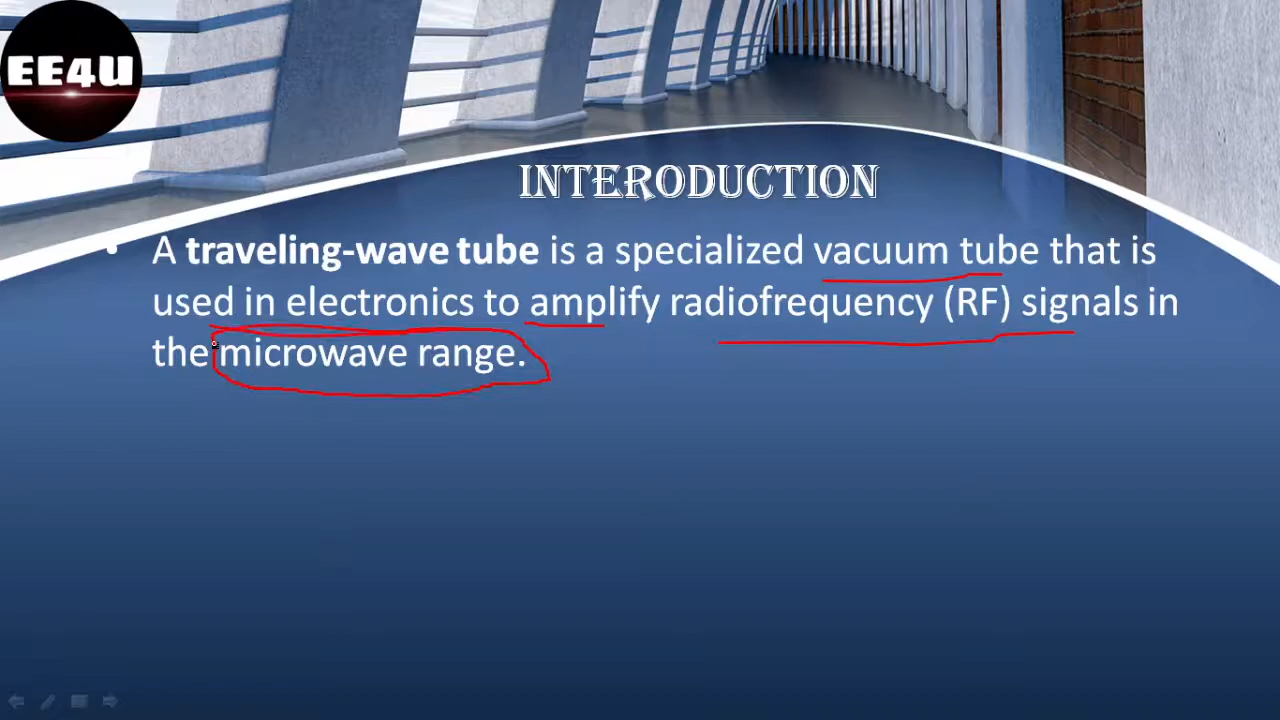 EE4U
INTERODUCTION
• A traveling-wave tube is a specialized vacuum tube that is
used in electronics to amplify radiofrequency (RF) signals in
the microwave range.